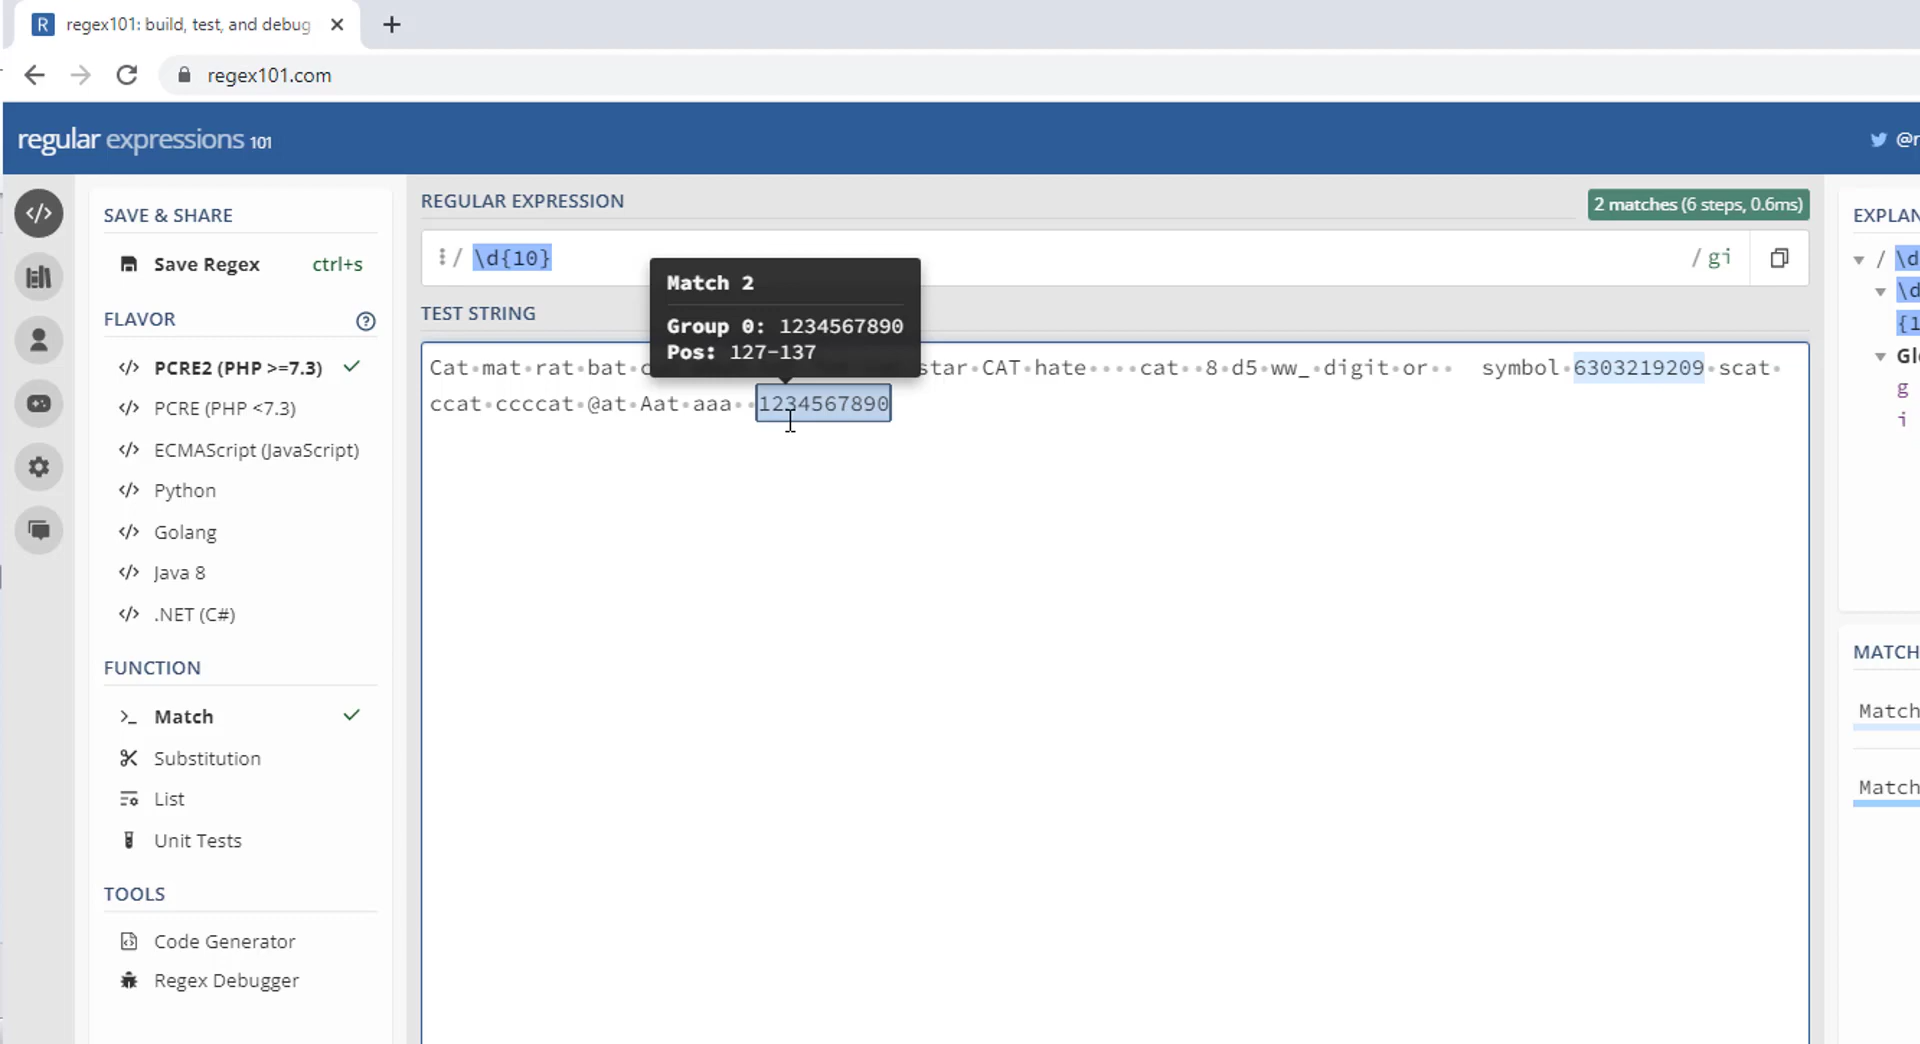 regex101: build, test, and debug
regex101.com
regular expressions 101
@r
SAVE & SHARE
Save Regex ctrl+s
FLAVOR
PCRE2 (PHP >=7.3)
PCRE (PHP <7.3)
ECMAScript (JavaScript)
Python
Golang
Java 8
.NET (C#)
FUNCTION
Match
Substitution
List
Unit Tests
TOOLS
Code Generator
Regex Debugger
REGULAR EXPRESSION
2 matches (6 steps, 0.6ms)
/ \d{10} / gi
Match 2
Group 0: 1234567890
Pos: 127-137
TEST STRING
Cat·mat·rat·bat· star·CAT·hate····cat··8·d5·ww_·digit·or·· symbol·6303219209·scat·
ccat·ccccat·@at·Aat·aaa··1234567890
EXPLAN
/ \d
\d
{1
Gl
g
i
MATCH
Match
Match